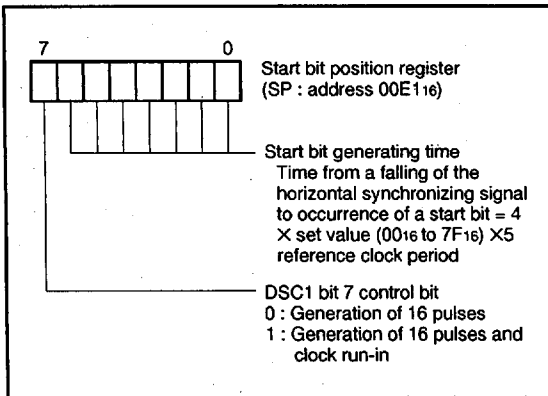 7 0
Start bit position register
(SP : address 00E1₁₆)
Start bit generating time
Time from a falling of the
horizontal synchronizing signal
to occurrence of a start bit = 4
× set value (00₁₆ to 7F₁₆) ×5
reference clock period
DSC1 bit 7 control bit
0 : Generation of 16 pulses
1 : Generation of 16 pulses and
clock run-in